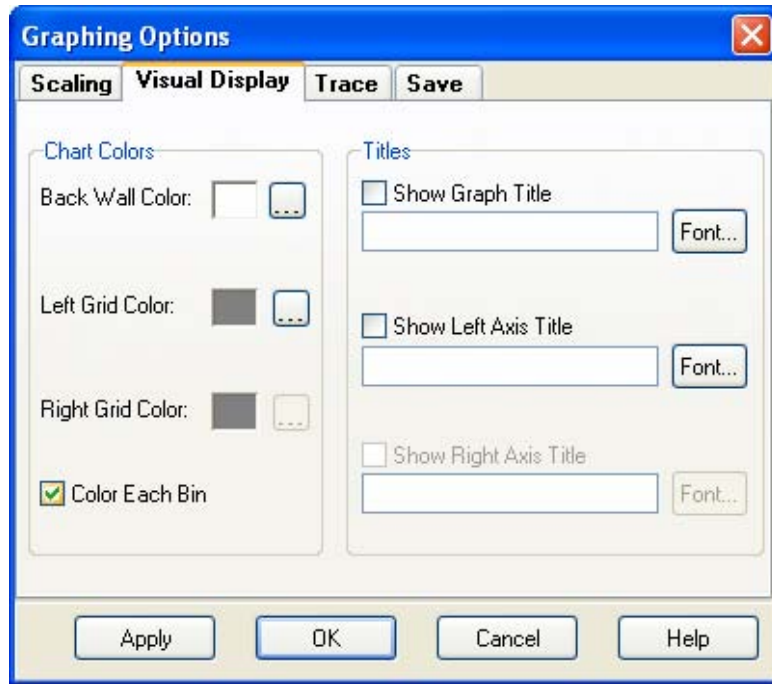 Graphing Options
Scaling Visual Display Trace Save
Chart Colors
Back Wall Color: ...
Left Grid Color: ...
Right Grid Color: ...
Color Each Bin
Titles
Show Graph Title
Font...
Show Left Axis Title
Font...
Show Right Axis Title
Font...
Apply OK Cancel Help